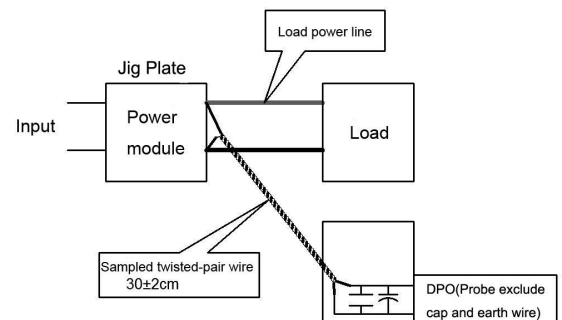 Load power line
Jig Plate
Input
Power
module
Load
Sampled twisted-pair wire
30±2cm
DPO(Probe exclude
cap and earth wire)